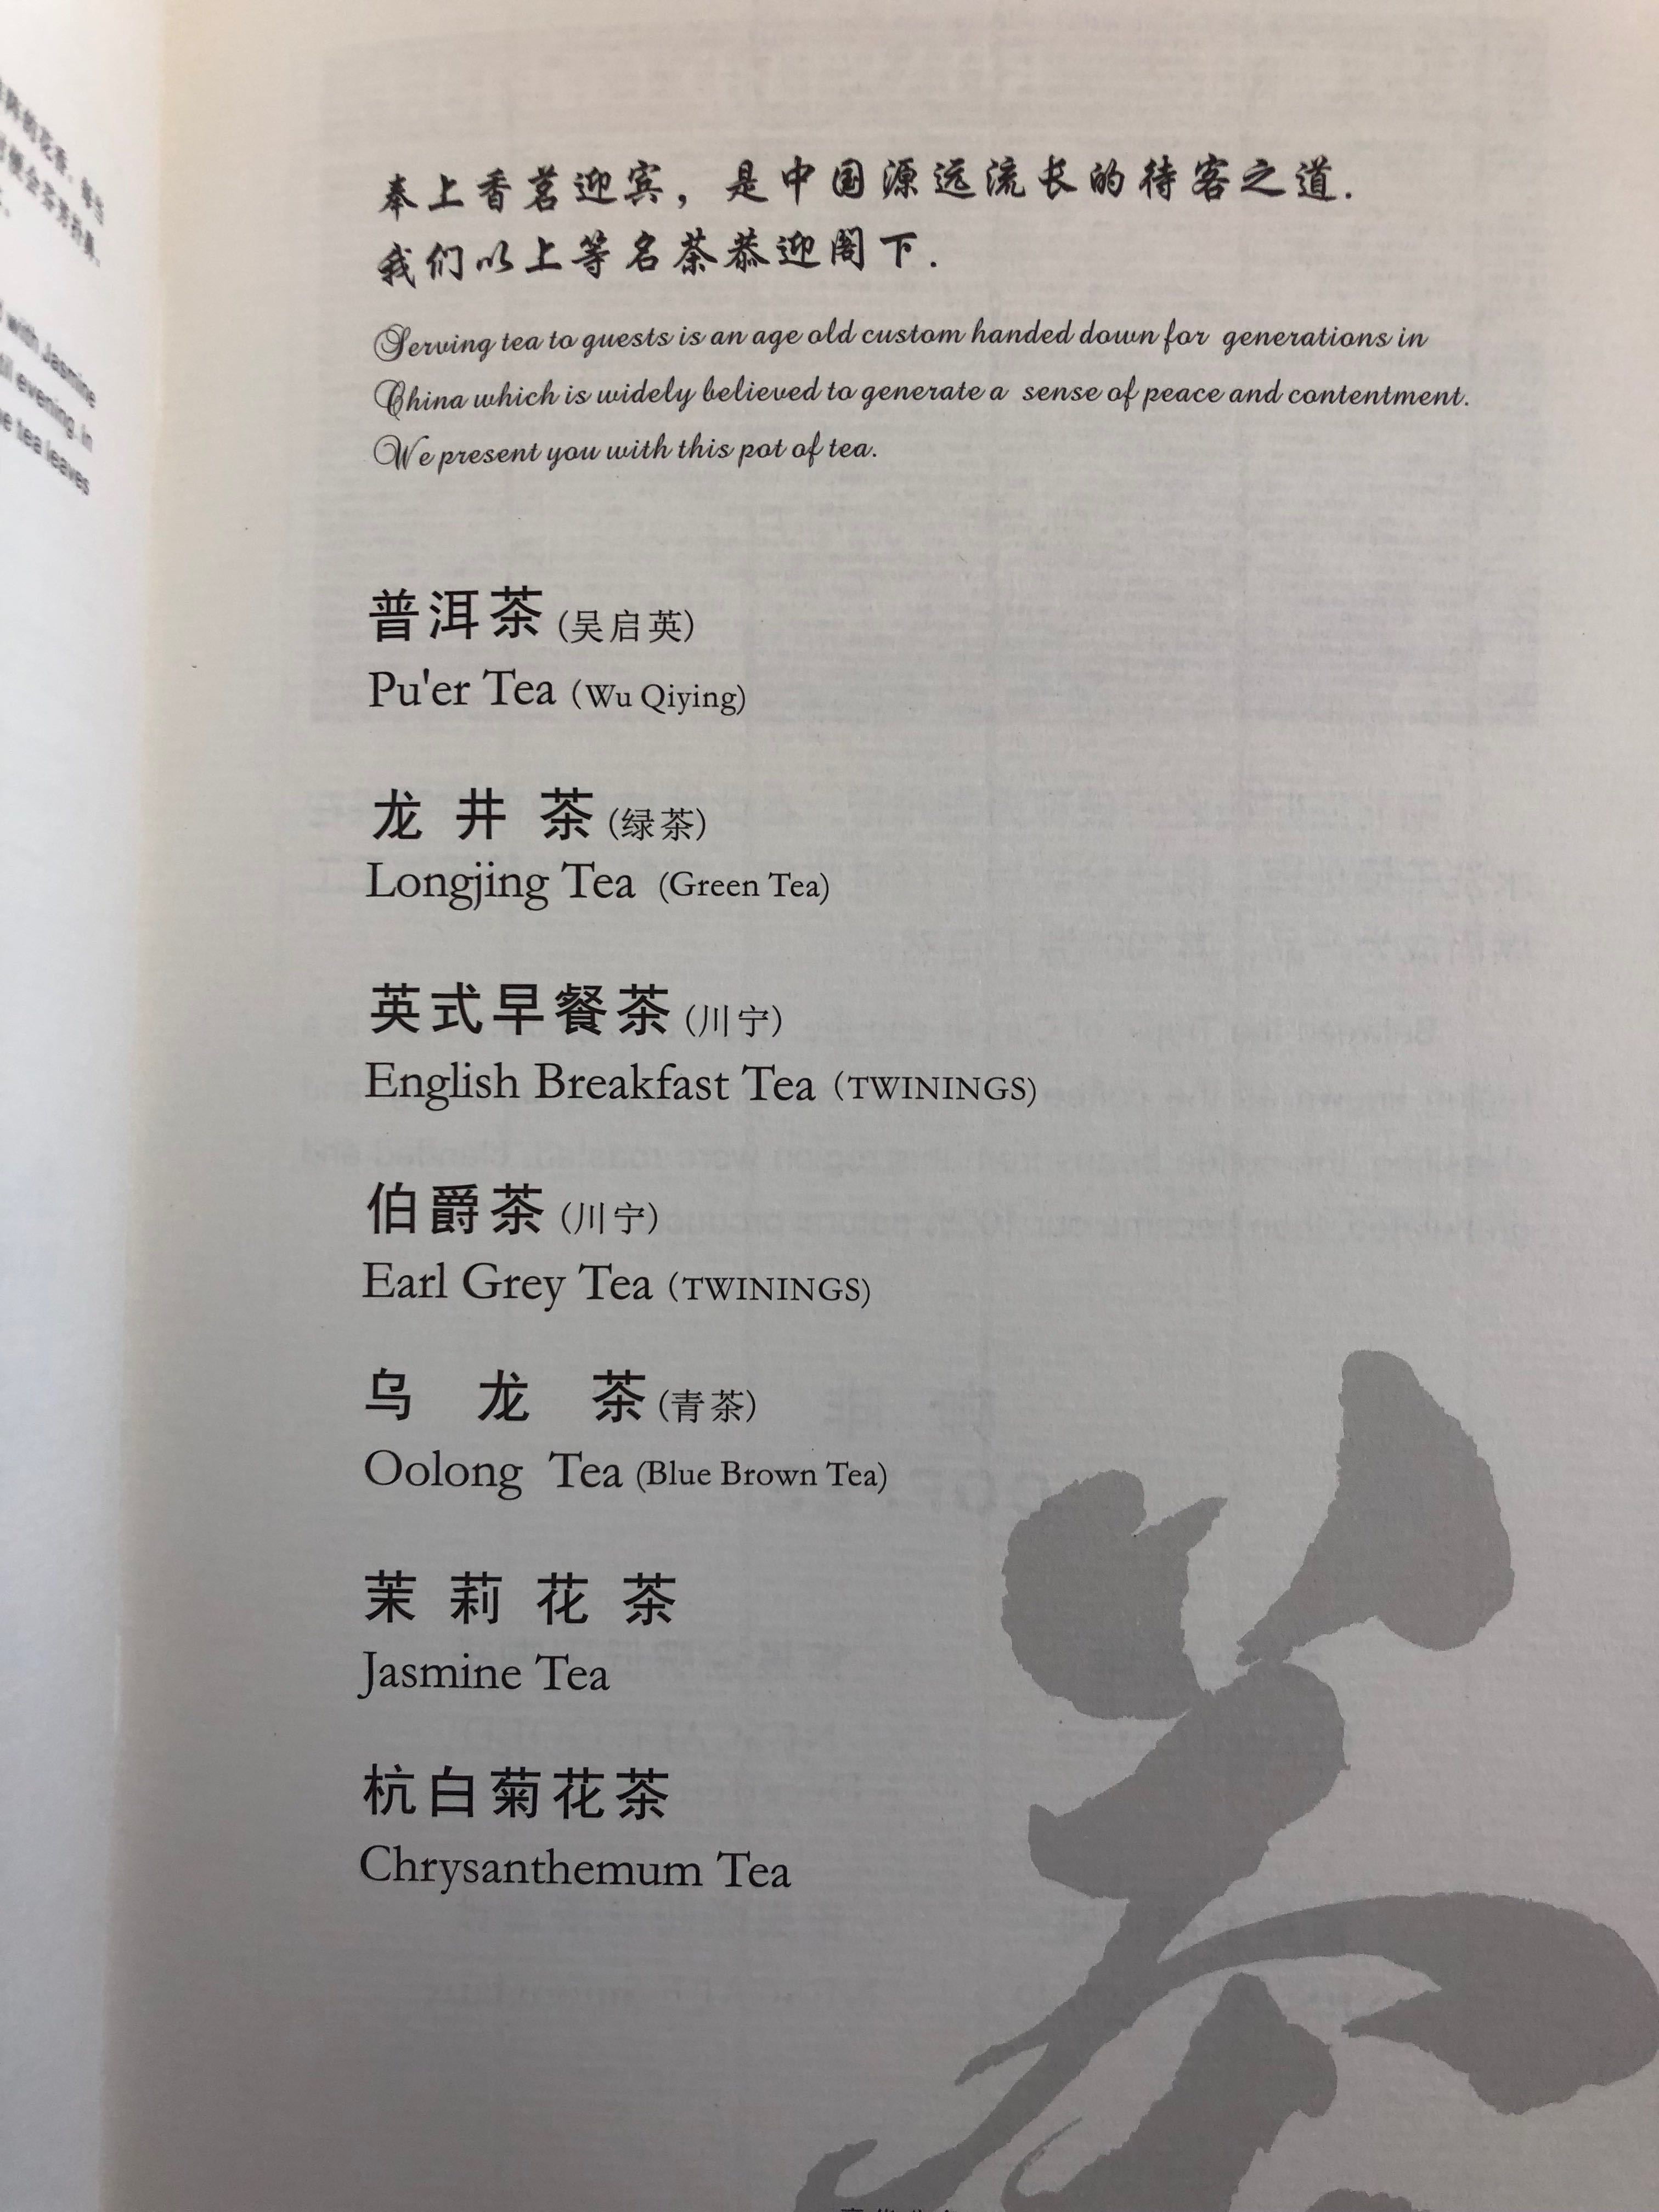 奉上香茗迎宾，是中国源远流长的待客之道.
我们以上等名茶恭迎阁下.
Serving tea to guests is an age old custom handed down for generations in
China which is widely believed to generate a sense of peace and contentment.
We present you with this pot of tea.
普洱茶 (吴启英)
Pu'er Tea (Wu Qiying)
龙井茶 (绿茶)
Longjing Tea (Green Tea)
英式早餐茶 (川宁)
English Breakfast Tea (TWININGS)
伯爵茶 (川宁)
Earl Grey Tea (TWININGS)
乌龙茶 (青茶)
Oolong Tea (Blue Brown Tea)
茉莉花茶
Jasmine Tea
杭白菊花茶
Chrysanthemum Tea
with Jasmine
evening. In
tea leaves